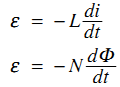 ε = −L di/dt
ε = −N dΦ/dt